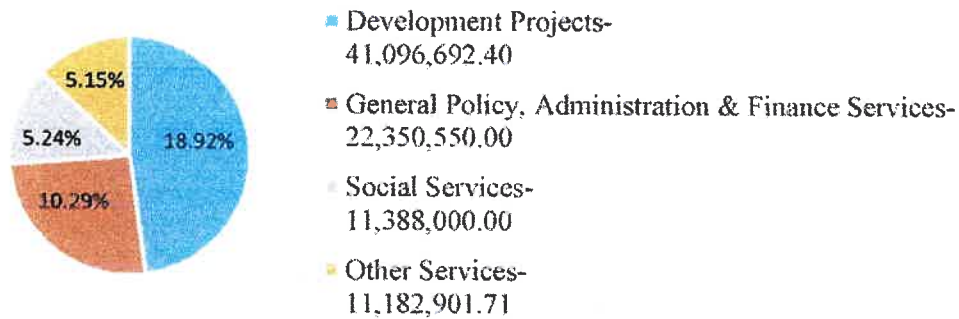 5.15%
5.24%
18.92%
10.29%
Development Projects-
41,096,692.40
General Policy, Administration & Finance Services-
22,350,550.00
Social Services-
11,388,000.00
Other Services-
11,182,901.71